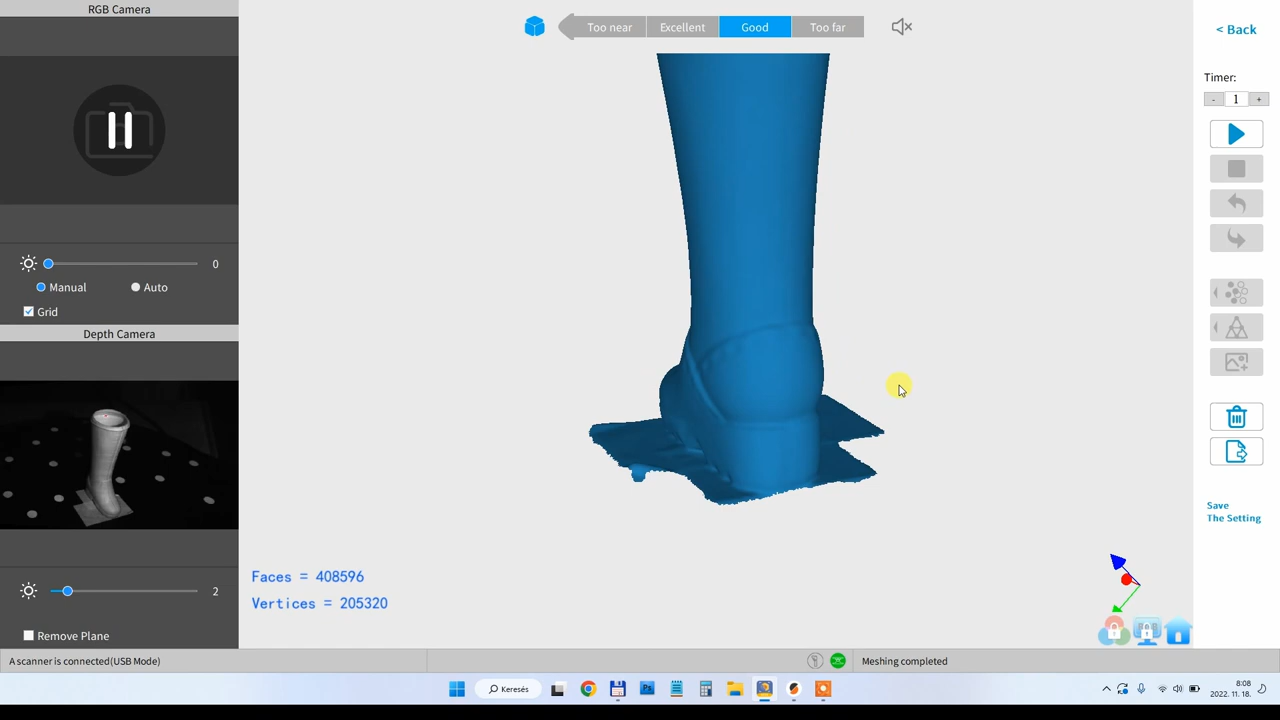 RGB Camera
Too near
Excellent
Good
Too far
< Back
Timer:
- 1 +
0
Manual
Auto
Grid
Depth Camera
2
Remove Plane
Faces = 408596
Vertices = 205320
Save
The Setting
A scanner is connected(USB Mode)
Meshing completed
Keresés
Ps
8:08
2022. 11. 18.